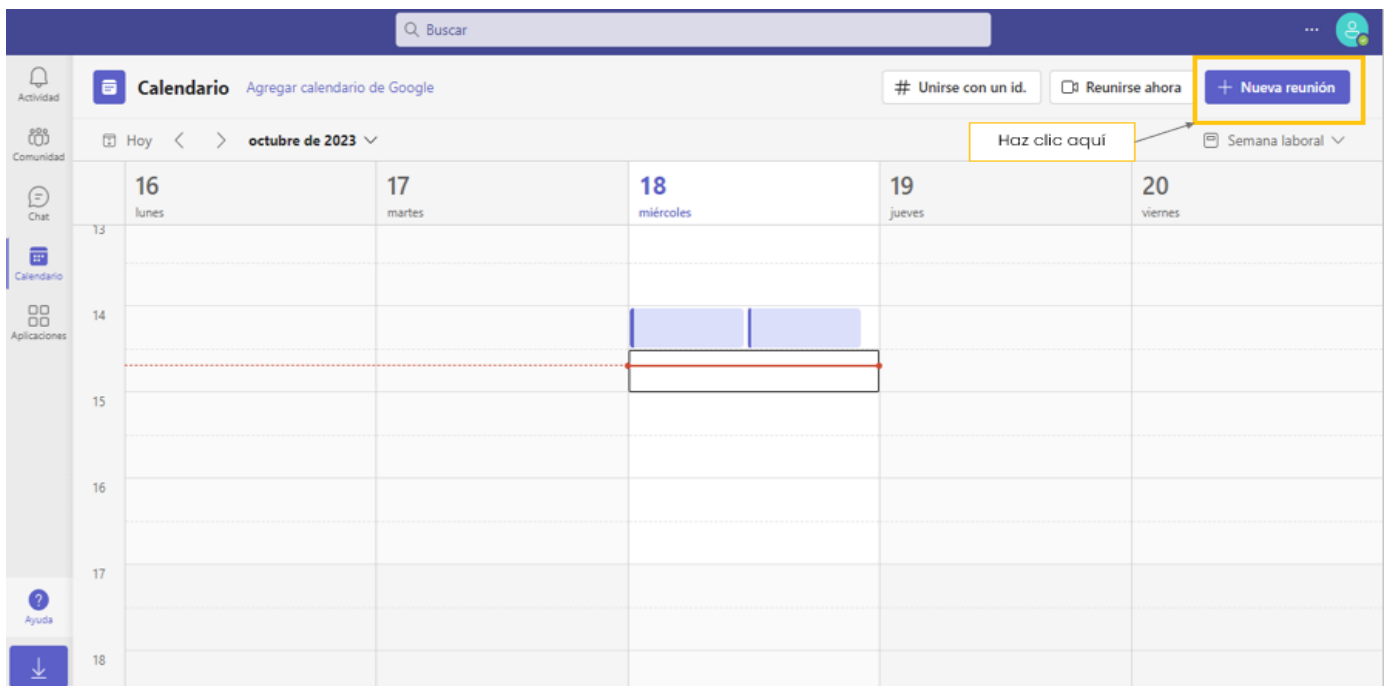 Buscar
Actividad
Calendario Agregar calendario de Google
# Unirse con un id. Reunirse ahora + Nueva reunión
Comunidad
Hoy octubre de 2023
Haz clic aquí
Semana laboral
Chat
16 17 18 19 20
lunes martes miércoles jueves viernes
13
Calendario
14
Aplicaciones
15
16
17
Ayuda
18